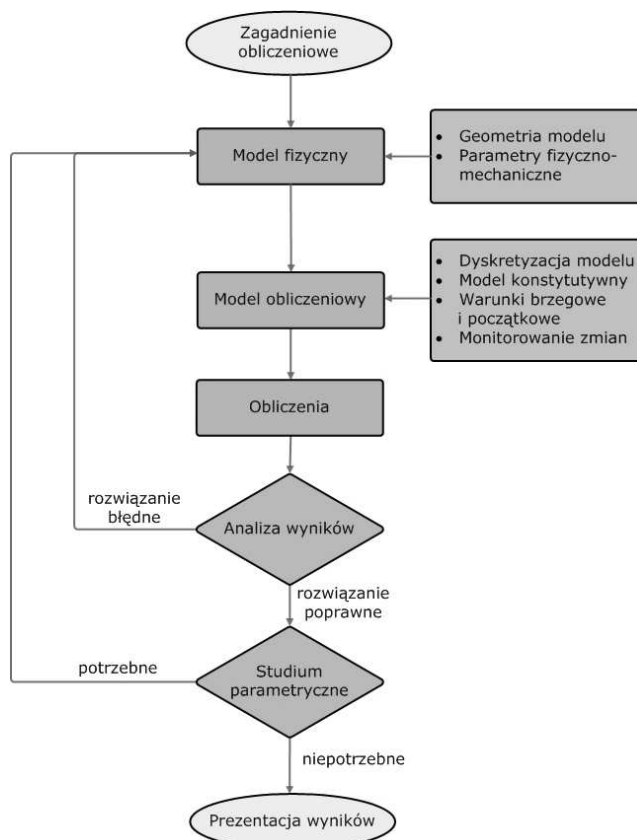 Zagadnienie
obliczeniowe
Model fizyczny
• Geometria modelu
• Parametry fizyczno-
mechaniczne
Model obliczeniowy
• Dyskretyzacja modelu
• Model konstytutywny
• Warunki brzegowe
i początkowe
• Monitorowanie zmian
Obliczenia
rozwiązanie
błędne
Analiza wyników
rozwiązanie
poprawne
potrzebne
Studium
parametryczne
niepotrzebne
Prezentacja wyników